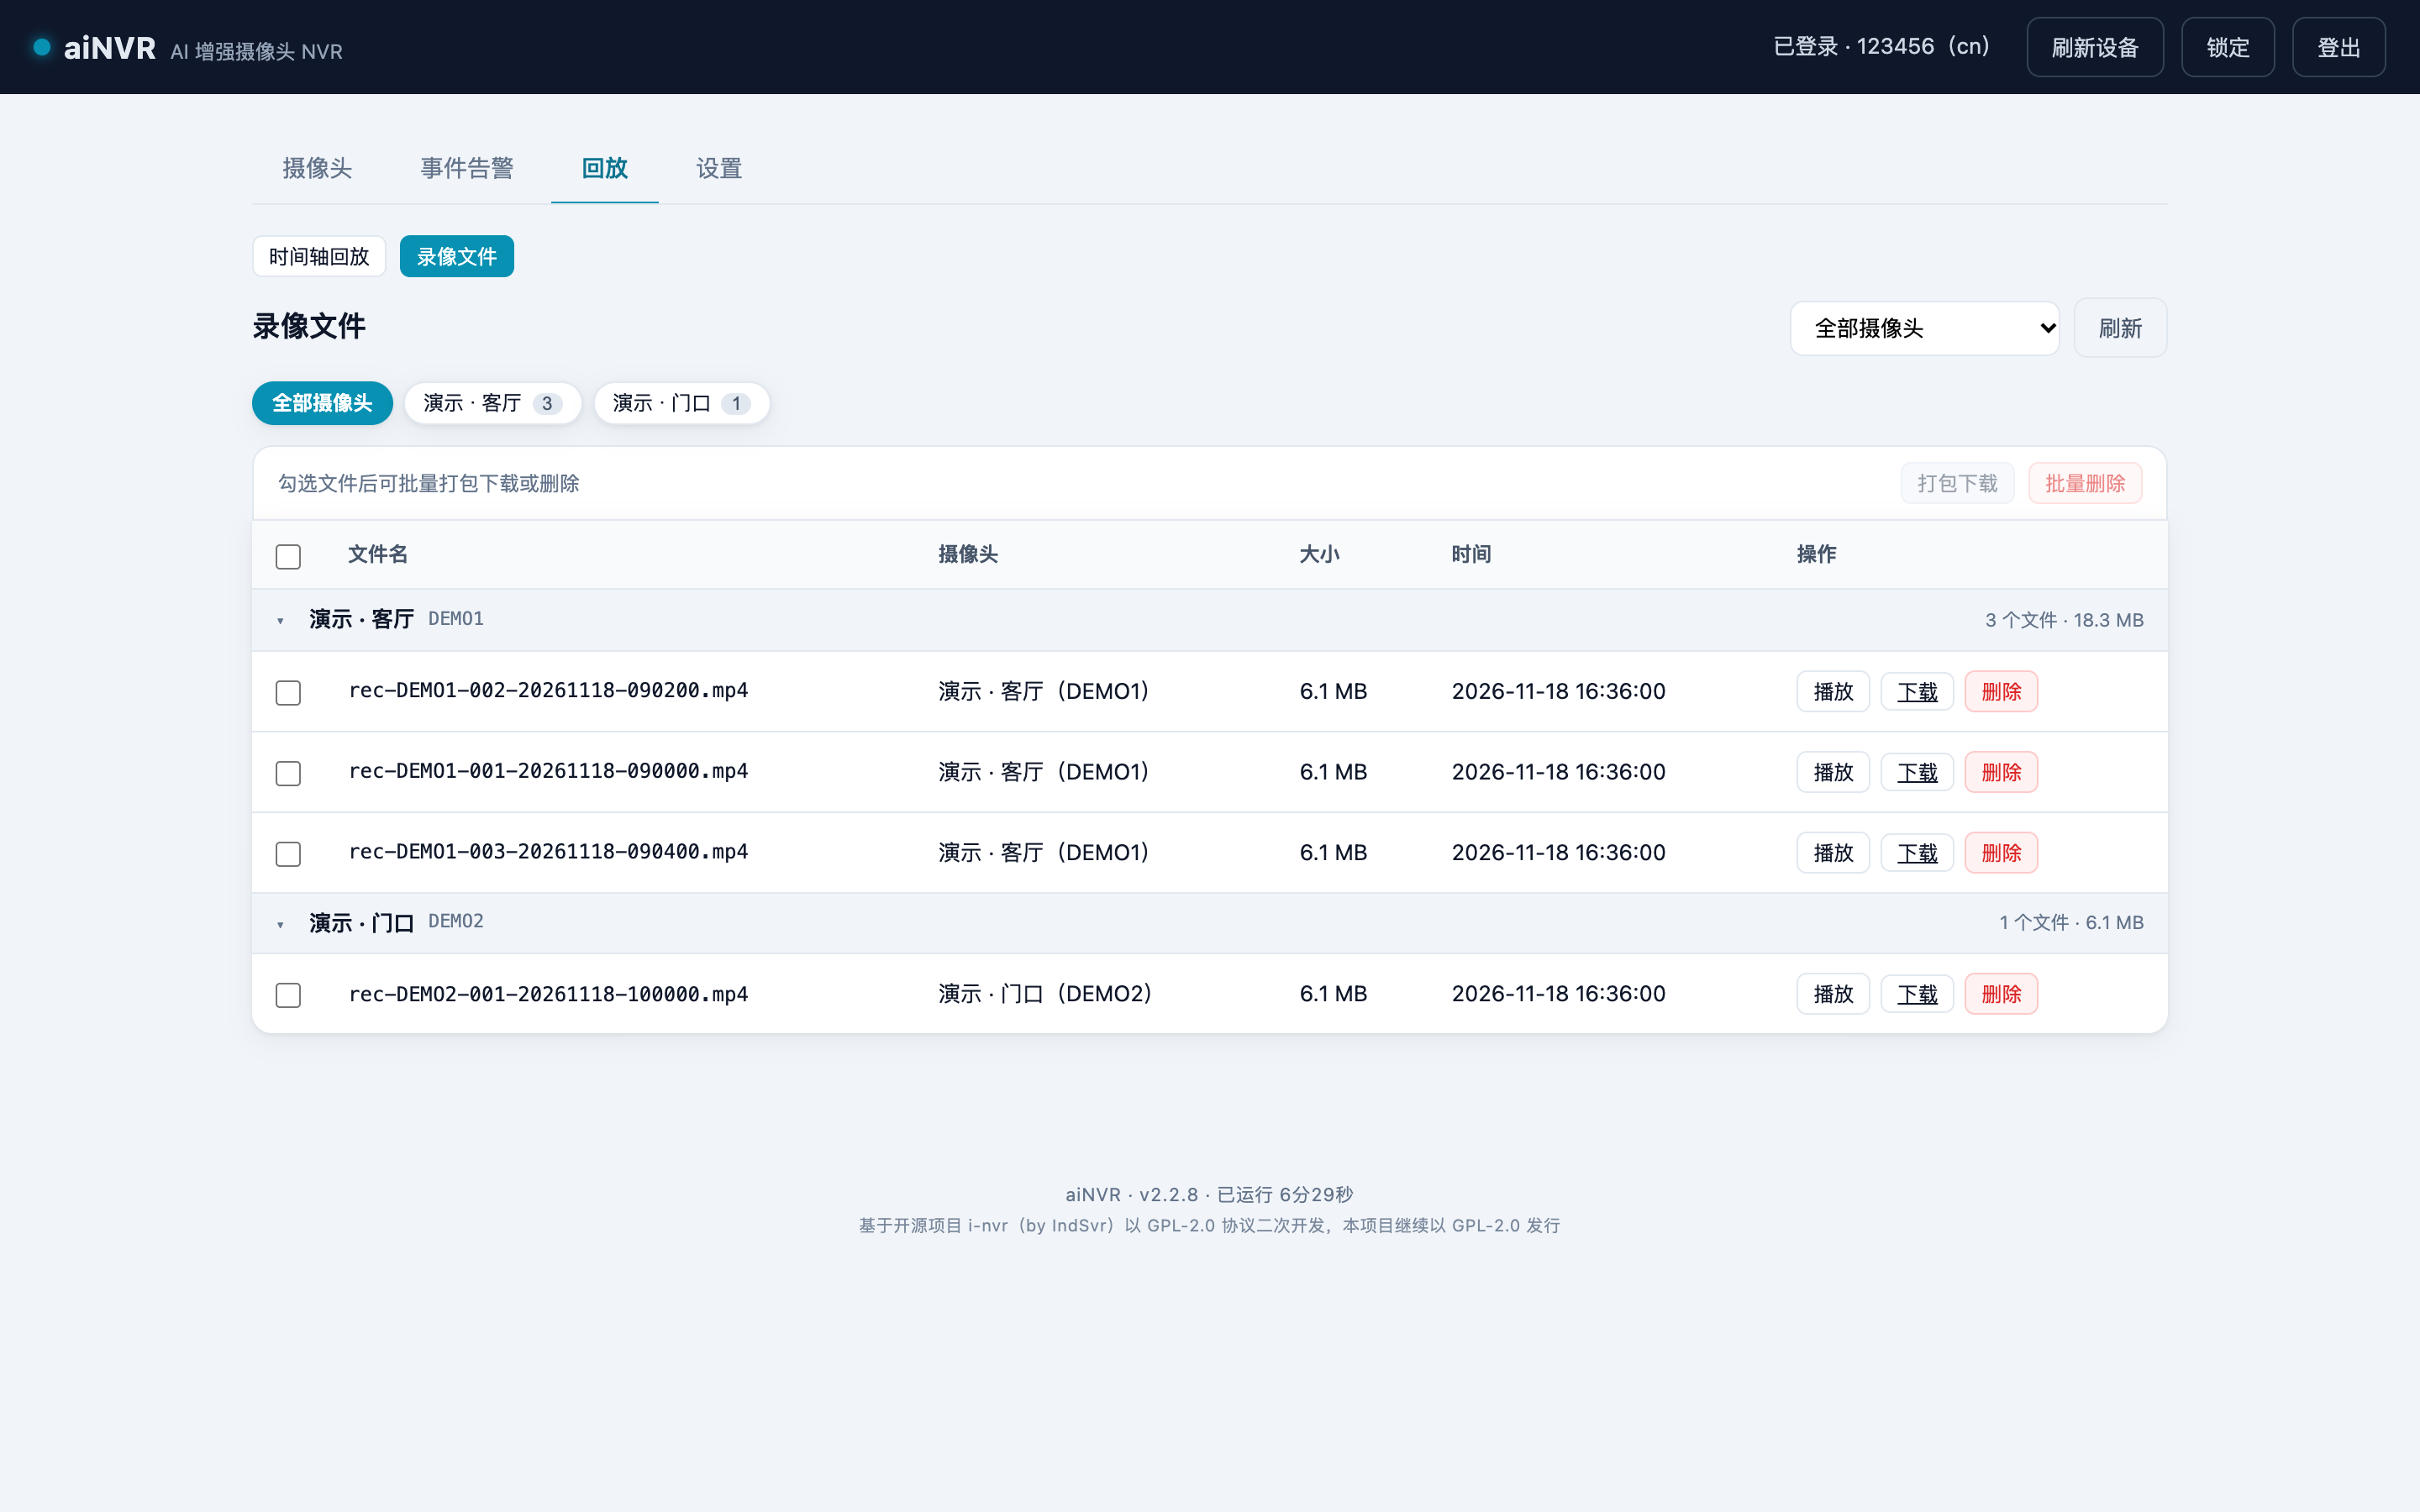 aiNVR AI 增强摄像头 NVR 已登录 · 123456（cn） 刷新设备 锁定 登出
摄像头 事件告警 回放 设置
时间轴回放 录像文件
录像文件 全部摄像头 刷新
全部摄像头 演示 · 客厅 3 演示 · 门口 1
勾选文件后可批量打包下载或删除 打包下载 批量删除
文件名 摄像头 大小 时间 操作
▾ 演示 · 客厅 DEMO1 3 个文件 · 18.3 MB
rec-DEMO1-002-20261118-090200.mp4 演示 · 客厅（DEMO1） 6.1 MB 2026-11-18 16:36:00 播放 下载 删除
rec-DEMO1-001-20261118-090000.mp4 演示 · 客厅（DEMO1） 6.1 MB 2026-11-18 16:36:00 播放 下载 删除
rec-DEMO1-003-20261118-090400.mp4 演示 · 客厅（DEMO1） 6.1 MB 2026-11-18 16:36:00 播放 下载 删除
▾ 演示 · 门口 DEMO2 1 个文件 · 6.1 MB
rec-DEMO2-001-20261118-100000.mp4 演示 · 门口（DEMO2） 6.1 MB 2026-11-18 16:36:00 播放 下载 删除
aiNVR · v2.2.8 · 已运行 6分29秒
基于开源项目 i-nvr（by IndSvr）以 GPL-2.0 协议二次开发，本项目继续以 GPL-2.0 发行